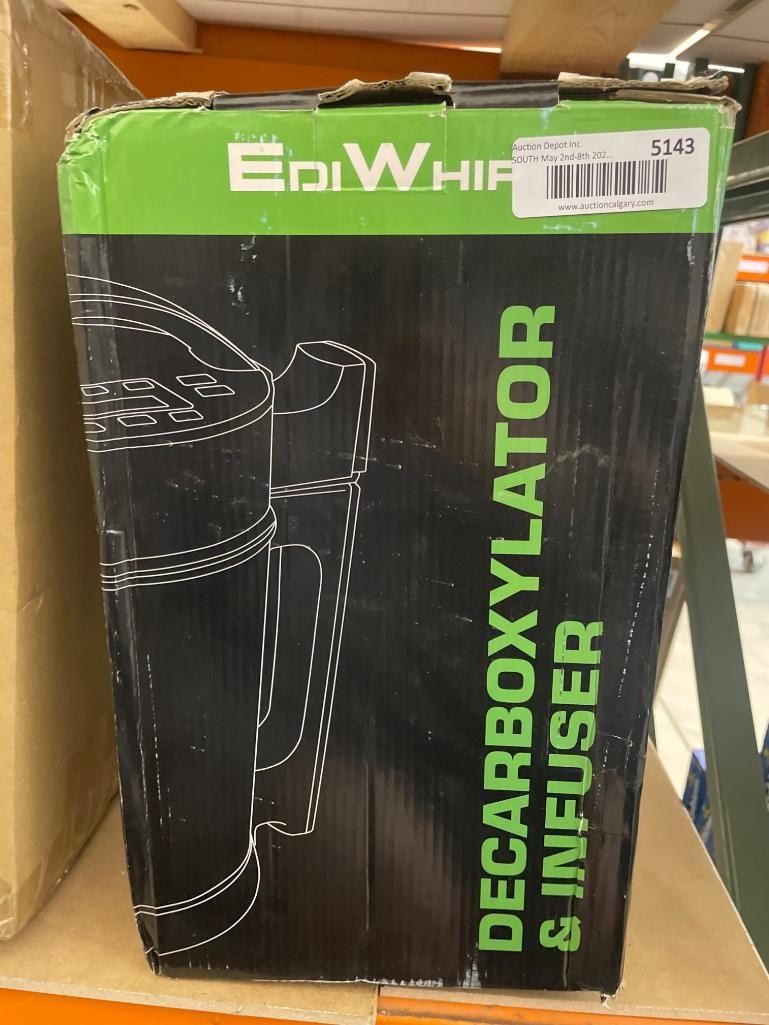 EDIWHIP
Auction Depot Inc
SOUTH May 2nd-8th 202...
5143
www.auctioncalgary.com
DECARBOXYLATOR
& INFUSER